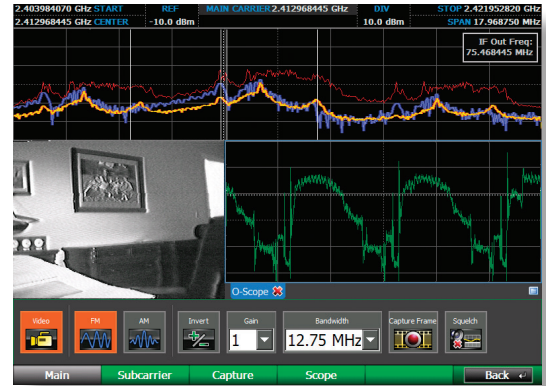 2.403984070 GHz START REF MAIN CARRIER 2.412968445 GHz DIV STOP 2.421952820 GHz
2.412968445 GHz CENTER -10.0 dBm 10.0 dBm SPAN 17.968750 MHz
IF Out Freq:
75.468445 MHz
O-Scope
Video FM AM Invert Gain Bandwidth Capture Frame Squelch
1 12.75 MHz
Main Subcarrier Capture Scope Back